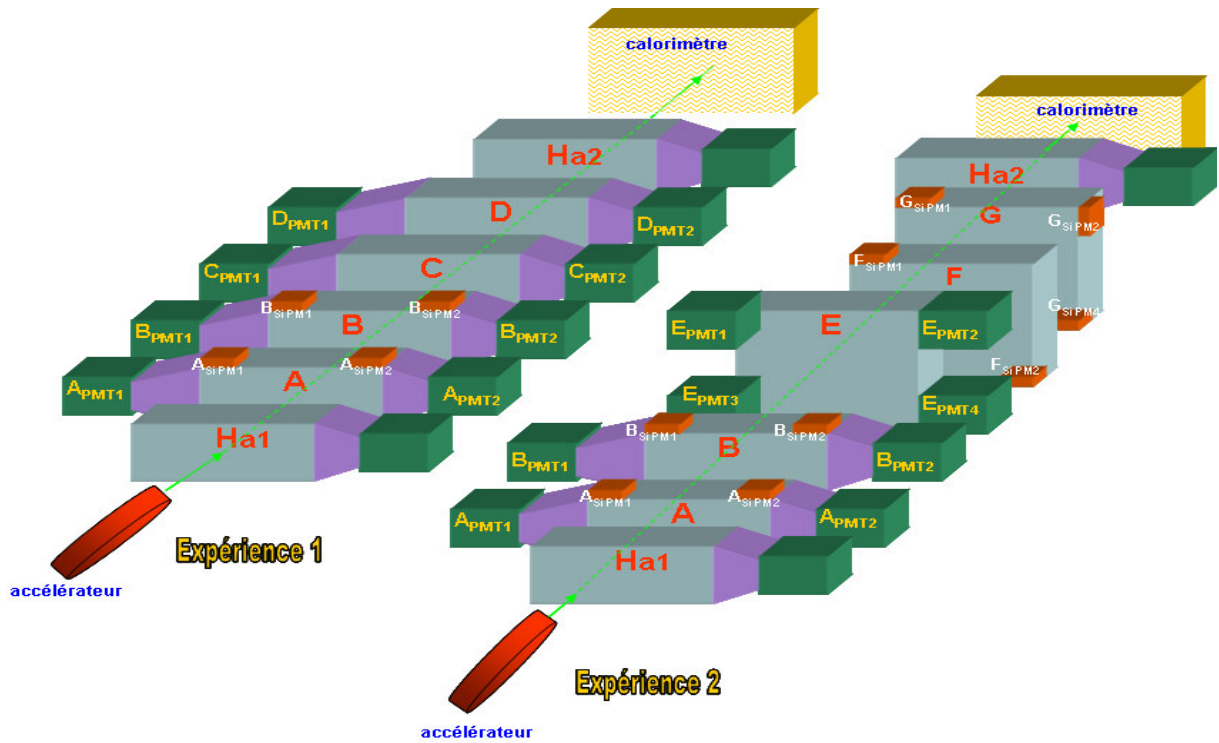 calorimètre
Ha2
D
DPMT1
DPMT2
C
CPMT1
CPMT2
B
BSiPM1
BSiPM2
BPMT1
BPMT2
A
ASiPM1
ASiPM2
APMT1
APMT2
Ha1
Expérience 1
accélérateur
calorimètre
Ha2
GSiPM1
G
GSiPM2
FSiPM1
F
GSiPM4
EPMT1
E
EPMT2
FSiPM2
EPMT3
EPMT4
BSiPM1
BSiPM2
B
BPMT1
BPMT2
ASiPM1
ASiPM2
A
APMT1
APMT2
Ha1
Expérience 2
accélérateur